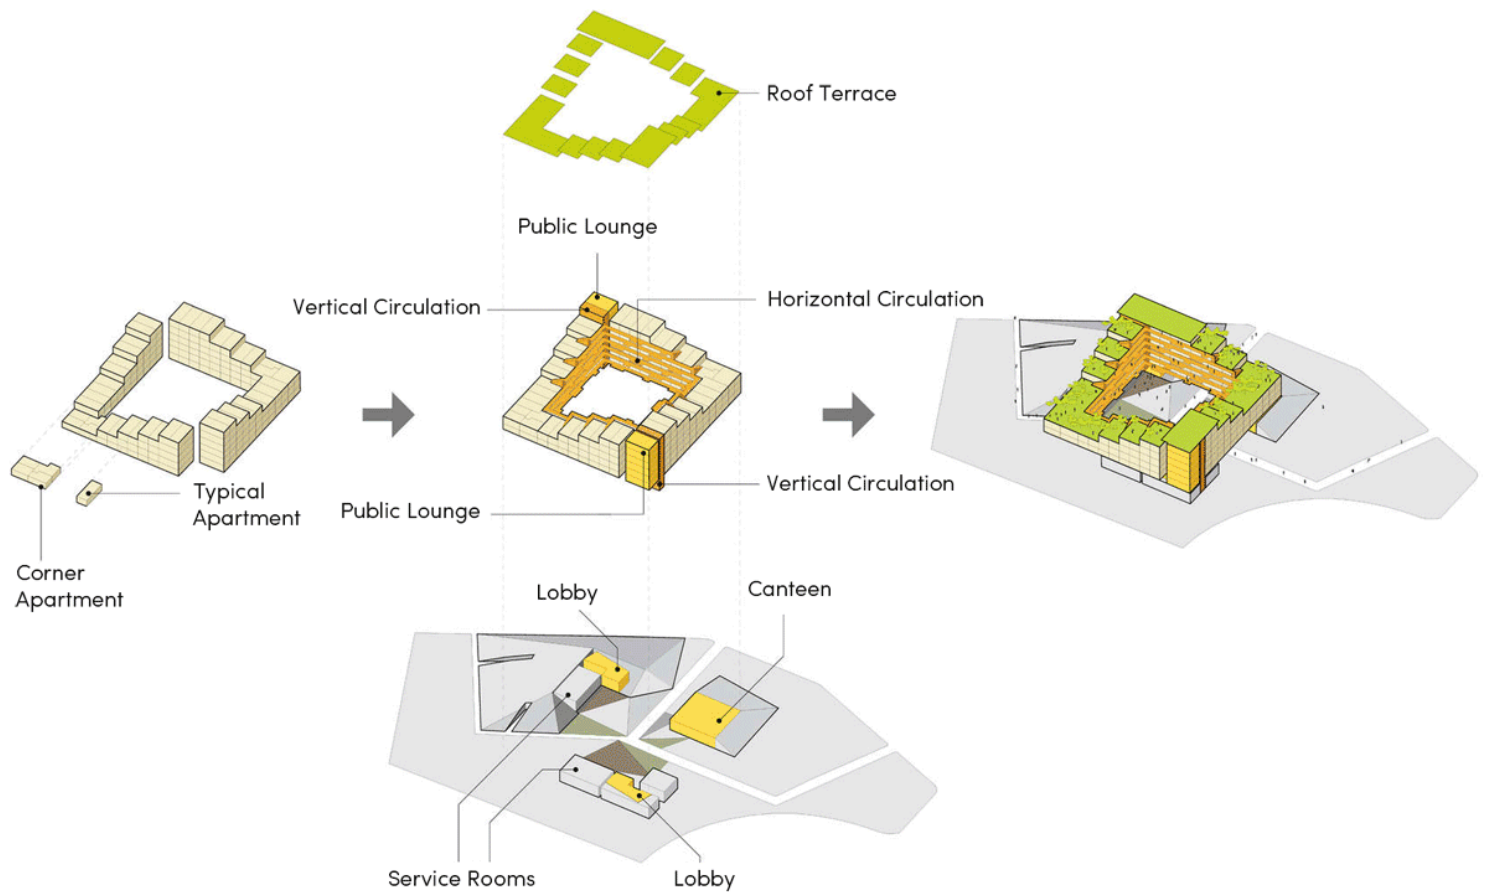 Roof Terrace
Public Lounge
Vertical Circulation
Horizontal Circulation
Typical
Apartment
Vertical Circulation
Public Lounge
Corner
Apartment
Lobby
Canteen
Service Rooms
Lobby